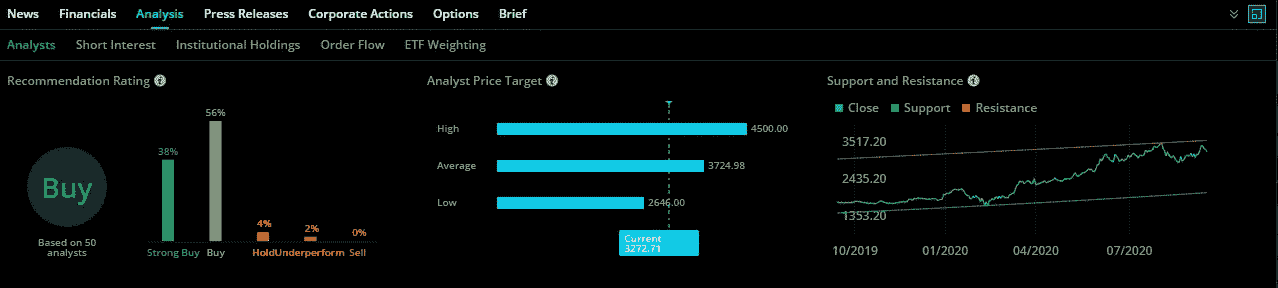 News Financials Analysis Press Releases Corporate Actions Options Brief
Analysts Short Interest Institutional Holdings Order Flow ETF Weighting
Recommendation Rating
Buy
Based on 50
analysts
38%
56%
4%
2%
0%
Strong Buy Buy Hold Underperform Sell
Analyst Price Target
High 4500.00
Average 3724.98
Low 2646.00
Current
3272.71
Support and Resistance
Close Support Resistance
3517.20
2435.20
1353.20
10/2019 01/2020 04/2020 07/2020